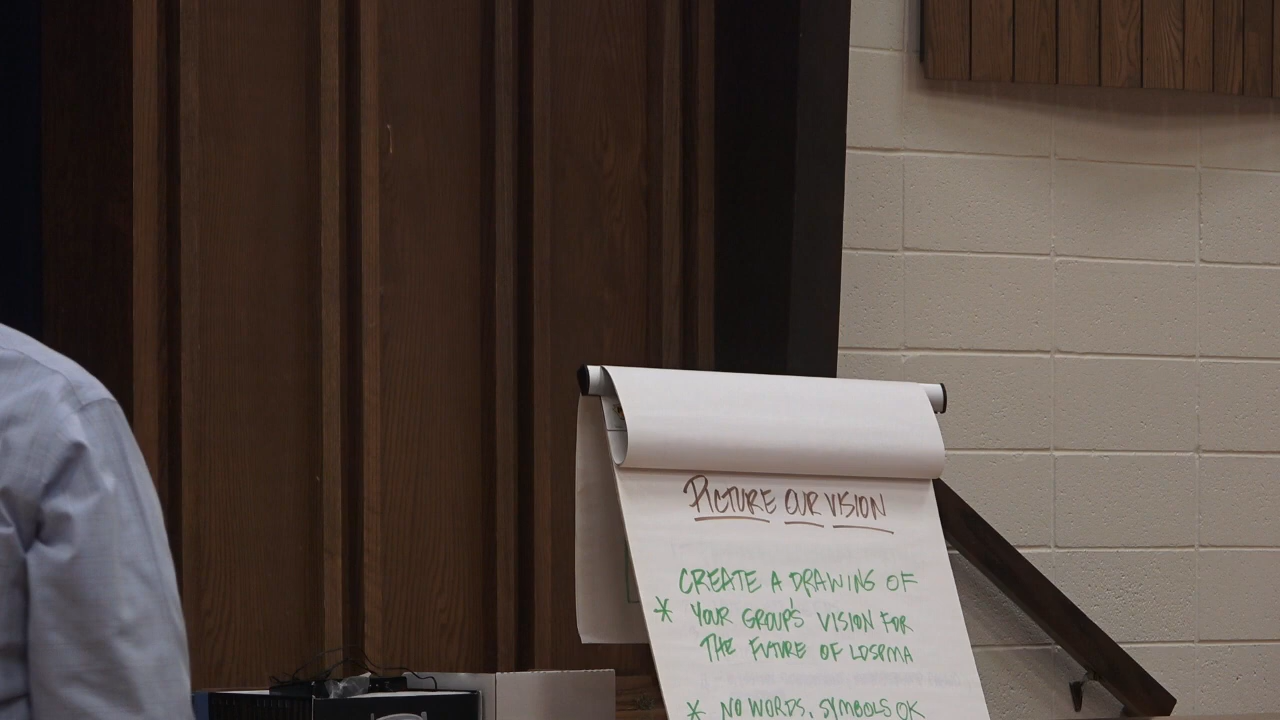 PICTURE OUR VISION
CREATE A DRAWING OF
* YOUR GROUP'S VISION FOR
THE FUTURE OF LDSPMA
* NO WORDS, SYMBOLS OK